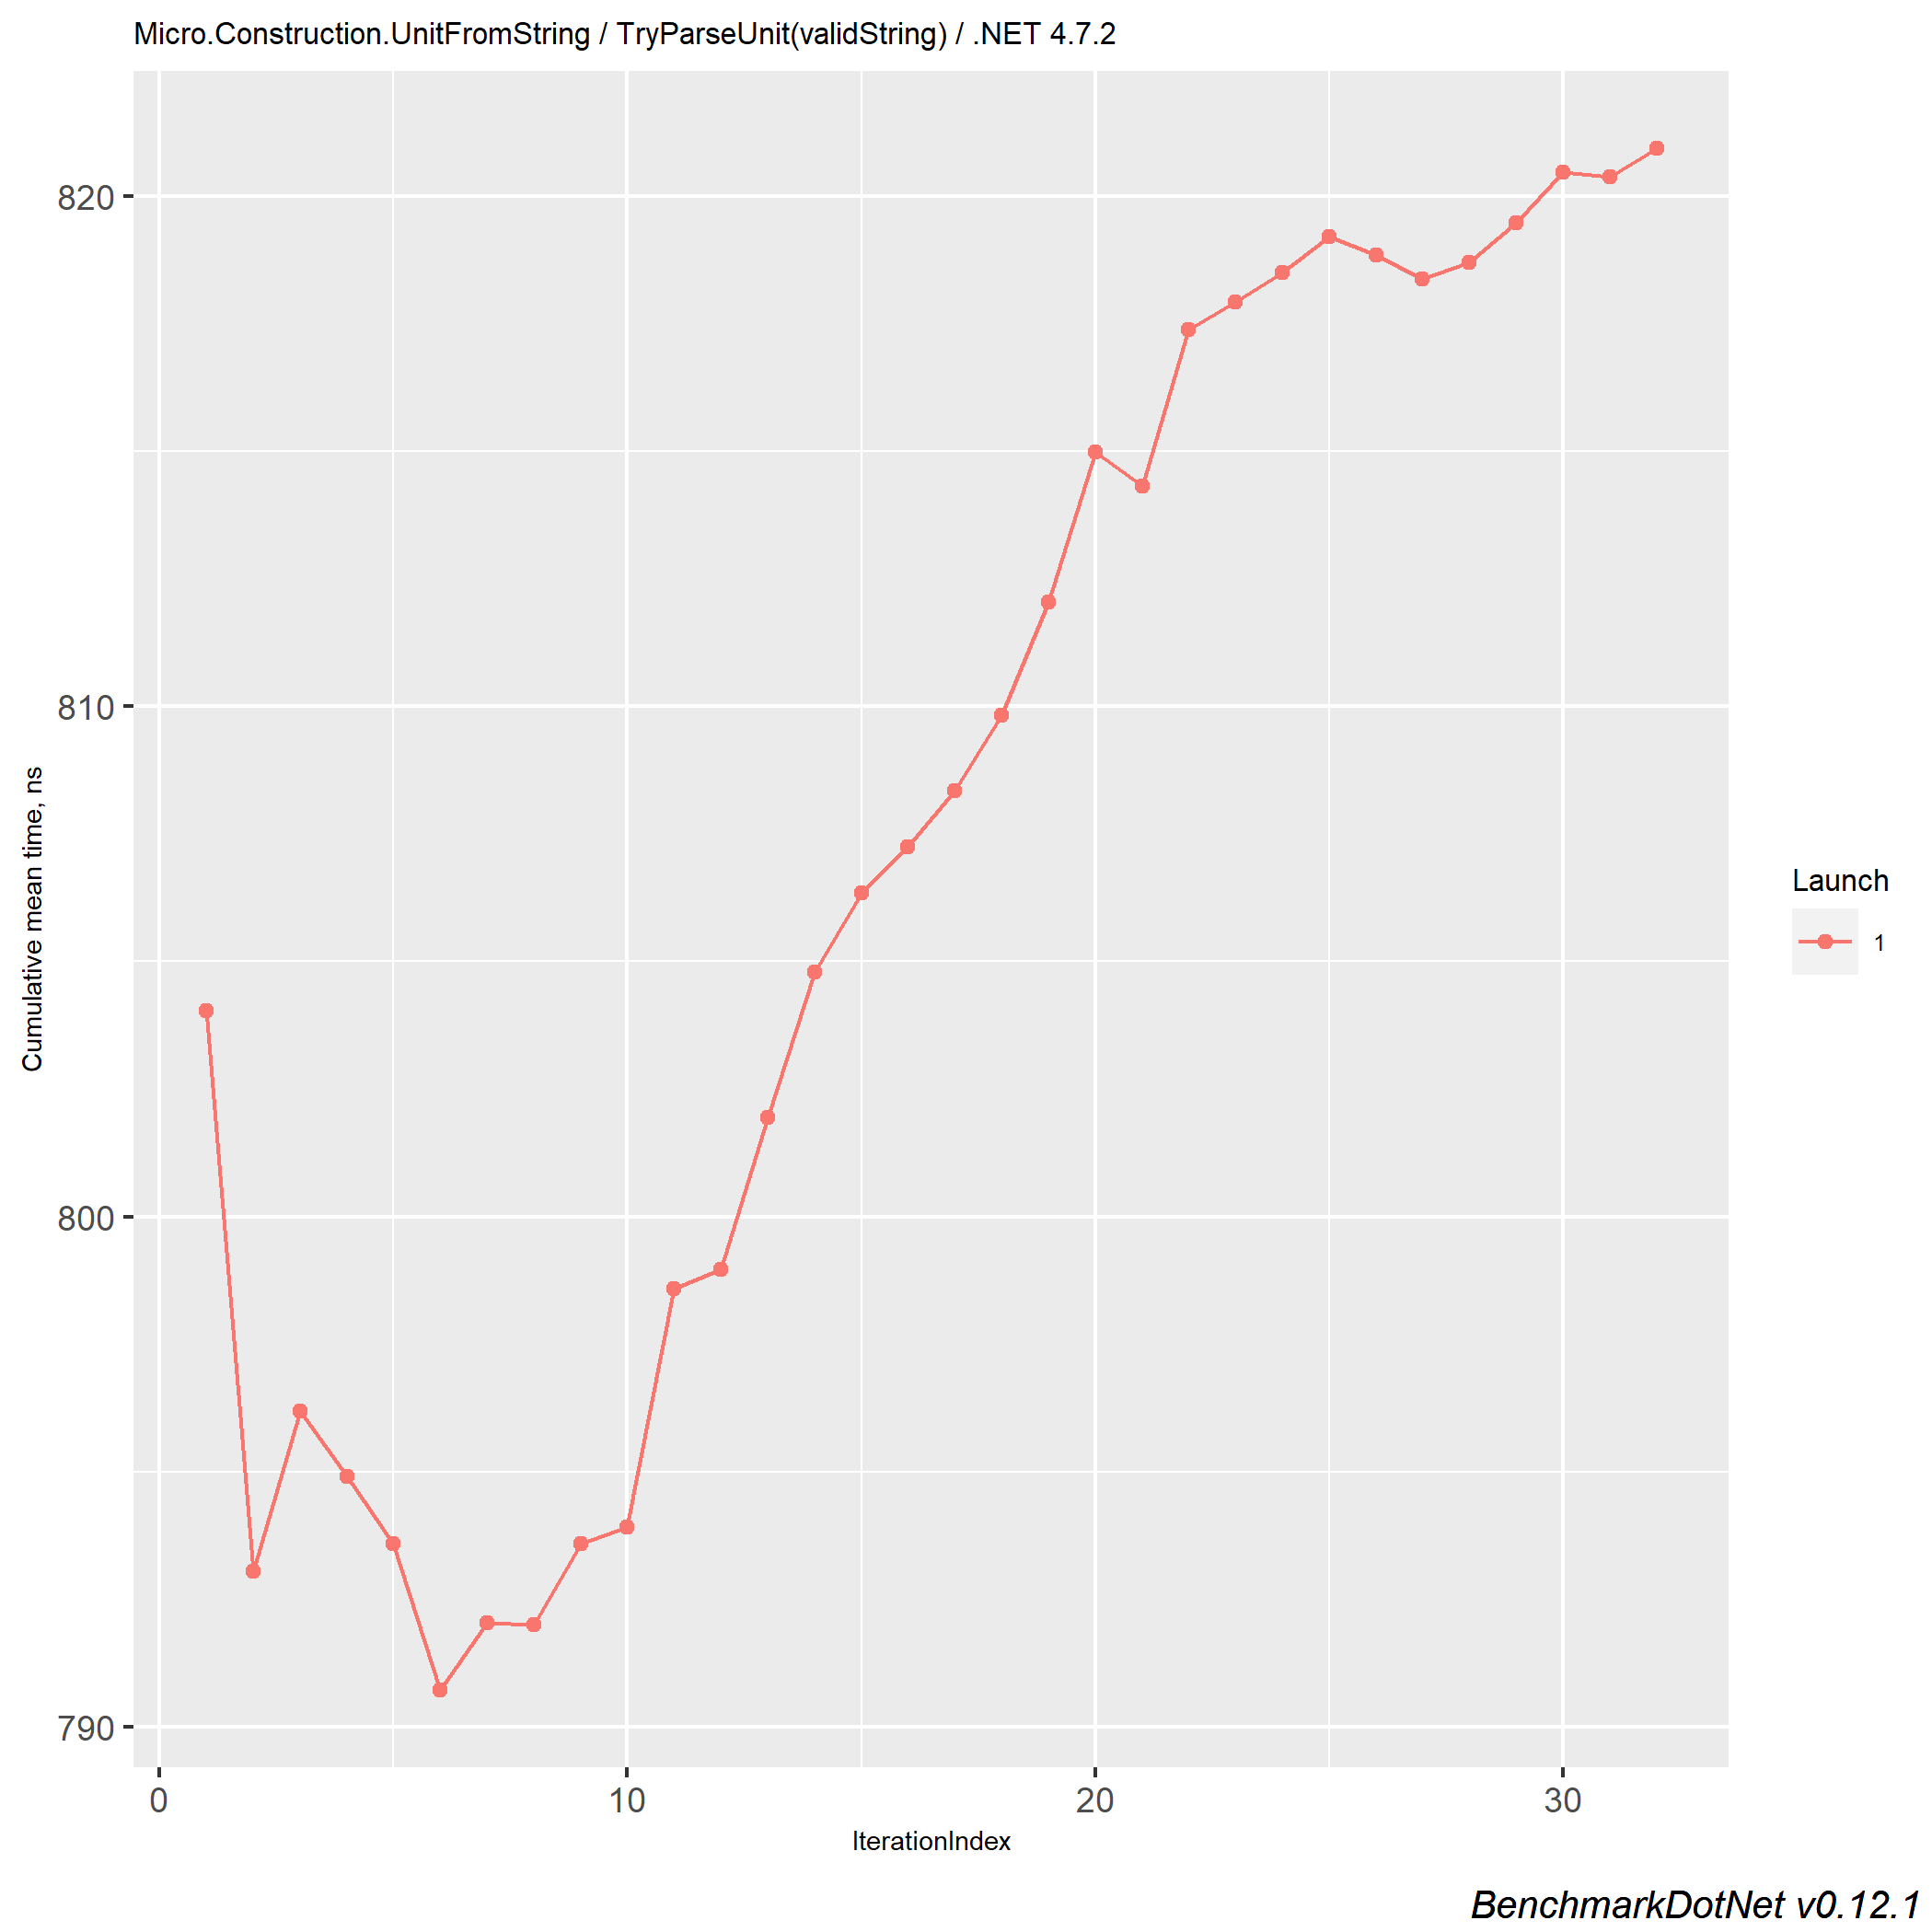 Micro.Construction.UnitFromString / TryParseUnit(validString) / .NET 4.7.2
820
810
800
790
Cumulative mean time, ns
0 10 20 30
IterationIndex
Launch
1
BenchmarkDotNet v0.12.1